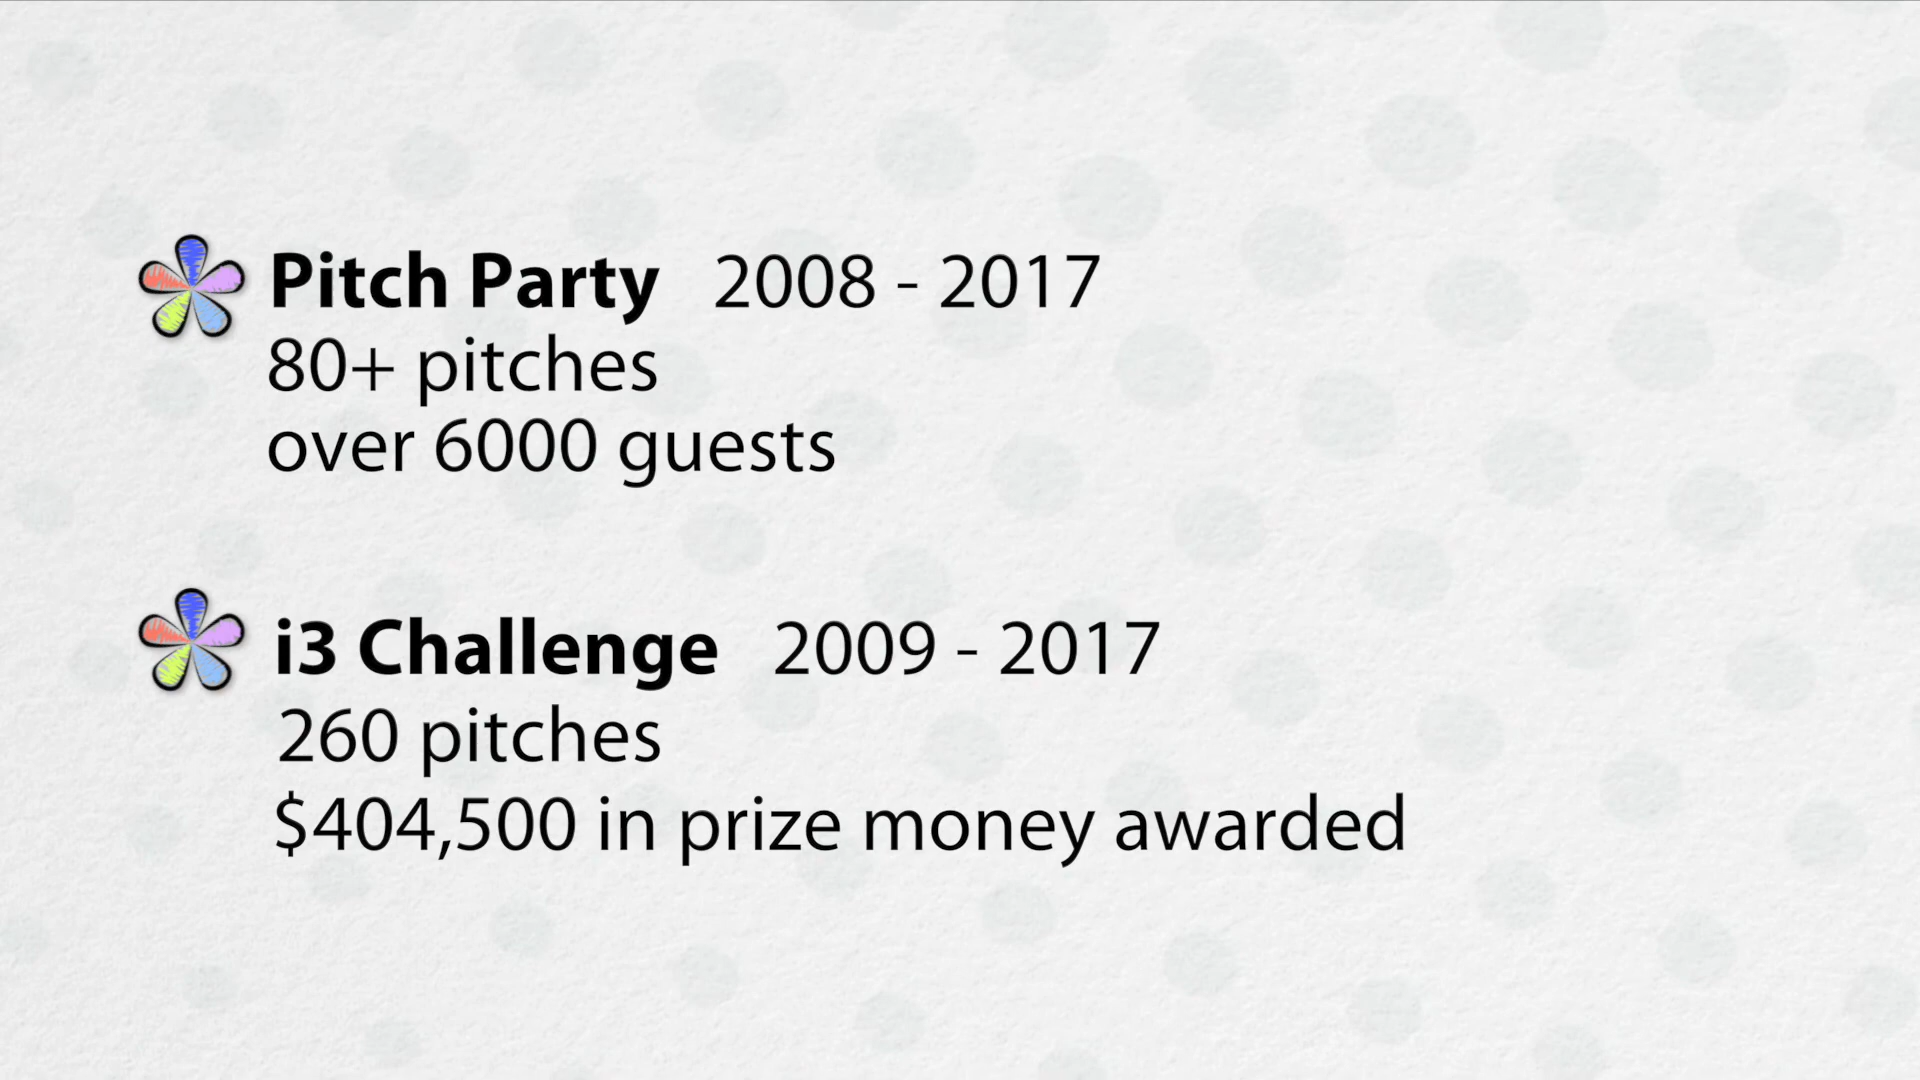 Pitch Party 2008 - 2017
80+ pitches
over 6000 guests
i3 Challenge 2009 - 2017
260 pitches
$404,500 in prize money awarded